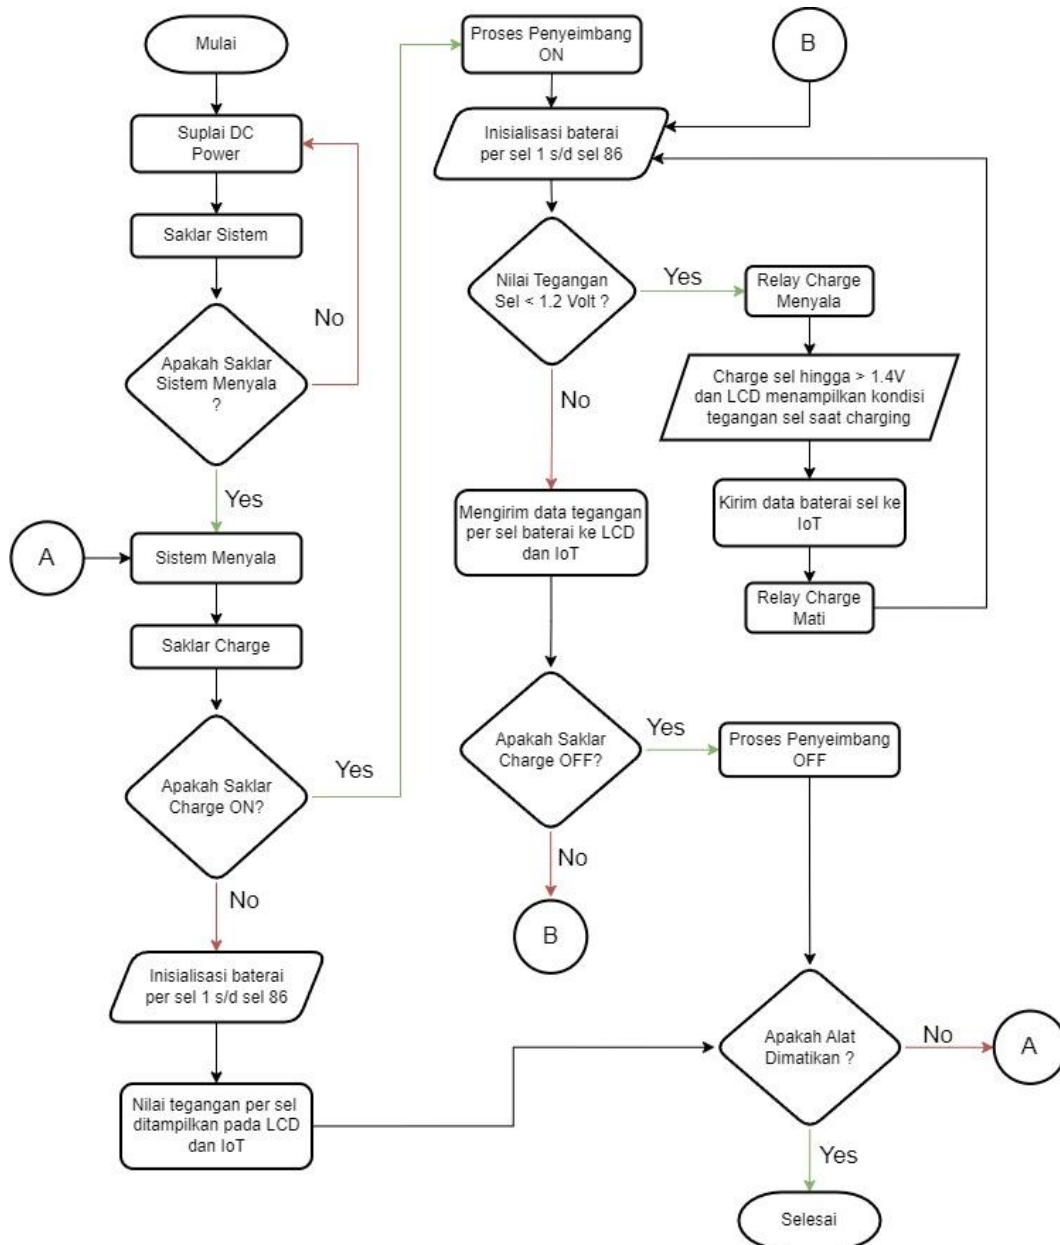 Mulai
Suplai DC
Power
Saklar Sistem
Apakah Saklar
Sistem Menyala
?
No
Yes
A
Sistem Menyala
Saklar Charge
Apakah Saklar
Charge ON?
Yes
No
Inisialisasi baterai
per sel 1 s/d sel 86
Nilai tegangan per sel
ditampilkan pada LCD
dan IoT
Proses Penyeimbang
ON
B
Inisialisasi baterai
per sel 1 s/d sel 86
Nilai Tegangan
Sel < 1.2 Volt ?
Yes
Relay Charge
Menyala
Charge sel hingga > 1.4V
dan LCD menampilkan kondisi
tegangan sel saat charging
Kirim data baterai sel ke
IoT
Relay Charge
Mati
No
Mengirim data tegangan
per sel baterai ke LCD
dan IoT
Apakah Saklar
Charge OFF?
Yes
Proses Penyeimbang
OFF
No
B
Apakah Alat
Dimatikan ?
No
A
Yes
Selesai